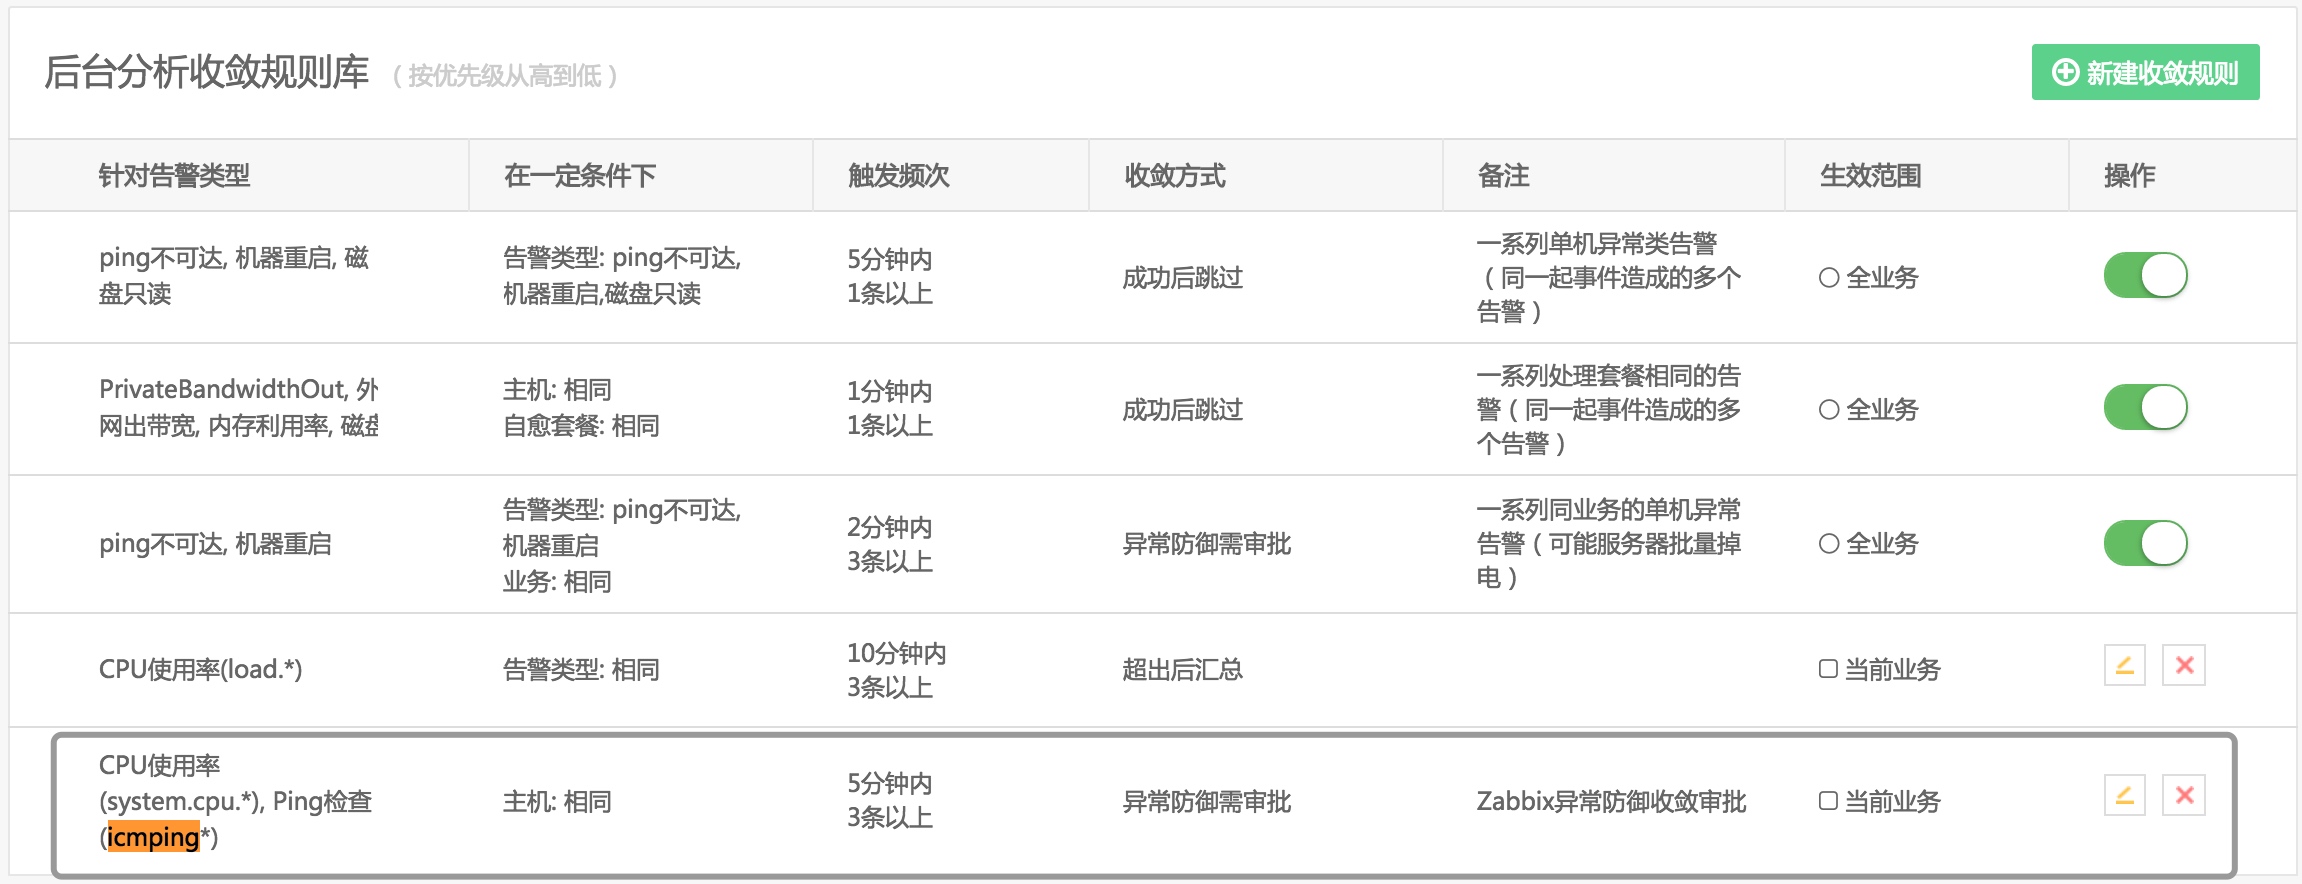 后台分析收敛规则库 （按优先级从高到低）
新建收敛规则
针对告警类型 在一定条件下 触发频次 收敛方式 备注 生效范围 操作
ping不可达, 机器重启, 磁
盘只读
告警类型: ping不可达,
机器重启,磁盘只读
5分钟内
1条以上
成功后跳过
一系列单机异常类告警
（同一起事件造成的多个
告警）
全业务
PrivateBandwidthOut, 外
网出带宽, 内存利用率, 磁盘
主机: 相同
自愈套餐: 相同
1分钟内
1条以上
成功后跳过
一系列处理套餐相同的告
警（同一起事件造成的多
个告警）
全业务
ping不可达, 机器重启
告警类型: ping不可达,
机器重启
业务: 相同
2分钟内
3条以上
异常防御需审批
一系列同业务的单机异常
告警（可能服务器批量掉
电）
全业务
CPU使用率(load.*)
告警类型: 相同
10分钟内
3条以上
超出后汇总
当前业务
CPU使用率
(system.cpu.*), Ping检查
(icmping*)
主机: 相同
5分钟内
3条以上
异常防御需审批
Zabbix异常防御收敛审批
当前业务